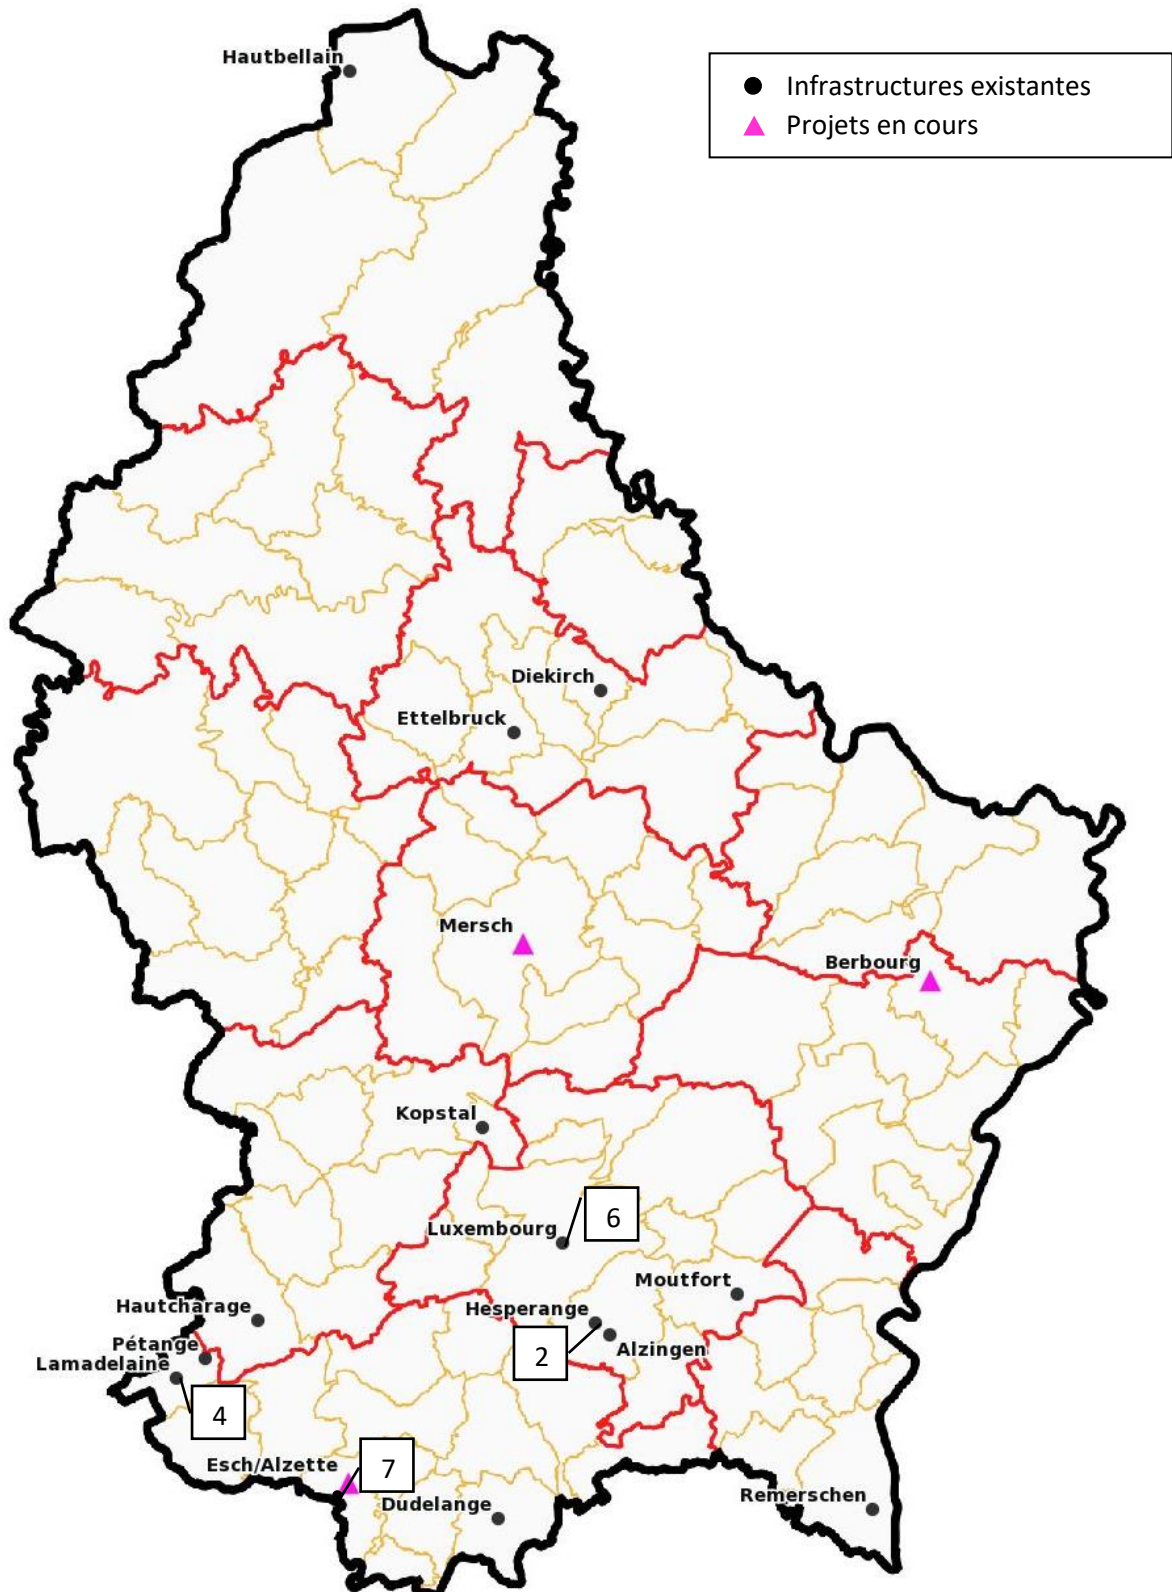 Hautbellain
Infrastructures existantes
Projets en cours
Diekirch
Ettelbruck
Mersch
Berbourg
Kopstal
6
Luxembourg
Moutfort
Hautcharage
Hesperange
Pétange
2
Alzingen
Lamadelaine
4
Esch/Alzette
7
Dudelange
Remerschen